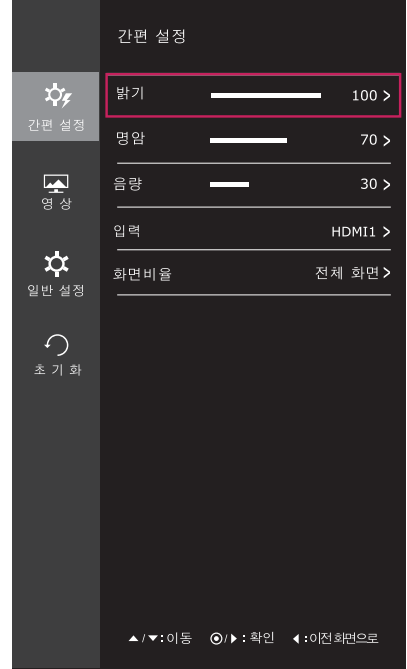 간편 설정
간편 설정
영 상
일반 설정
초 기 화
밝기 100 >
명암 70 >
음량 30 >
입력 HDMI1 >
화면비율 전체 화면 >
▲/▼:이동 ◉/▶:확인 ◀:이전화면으로